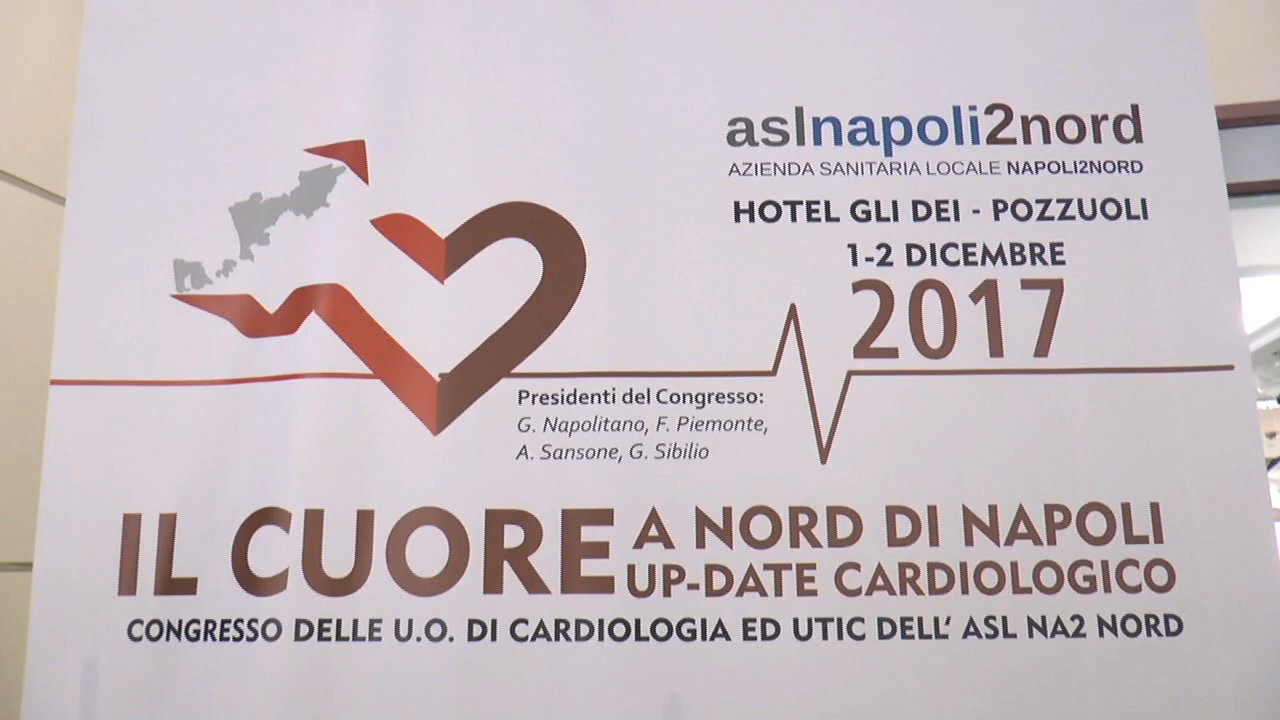 aslnapoli2nord
AZIENDA SANITARIA LOCALE NAPOLI2NORD
HOTEL GLI DEI - POZZUOLI
1-2 DICEMBRE
2017
Presidenti del Congresso:
G. Napolitano, F. Piemonte,
A. Sansone, G. Sibilio
IL CUORE A NORD DI NAPOLI
UP-DATE CARDIOLOGICO
CONGRESSO DELLE U.O. DI CARDIOLOGIA ED UTIC DELL' ASL NA2 NORD